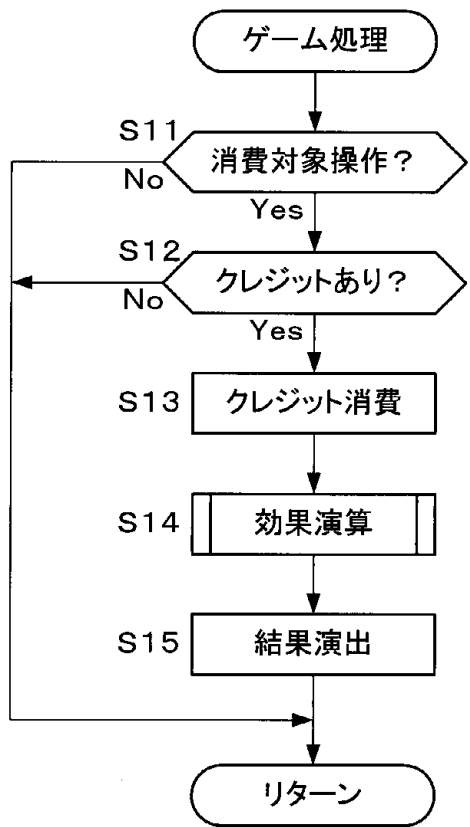 ゲーム処理
S11
消費対象操作？
No
Yes
S12
クレジットあり？
No
Yes
S13
クレジット消費
S14
効果演算
S15
結果演出
リターン